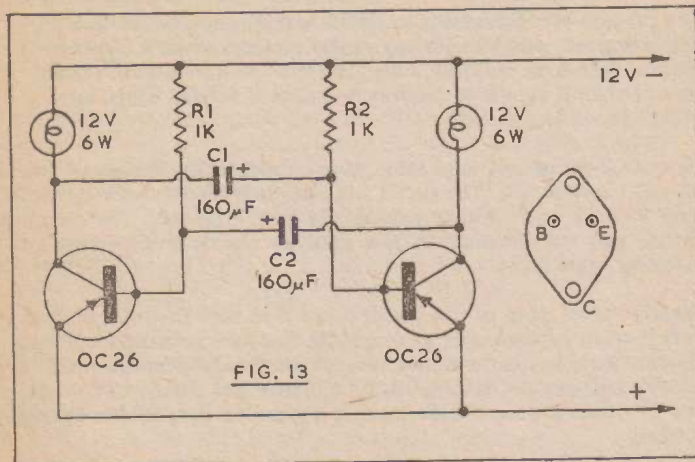 12V –
12V
6W
R1
1K
R2
1K
12V
6W
C1
+
160µF
+
C2
160µF
B
E
C
OC26
OC26
FIG. 13
+